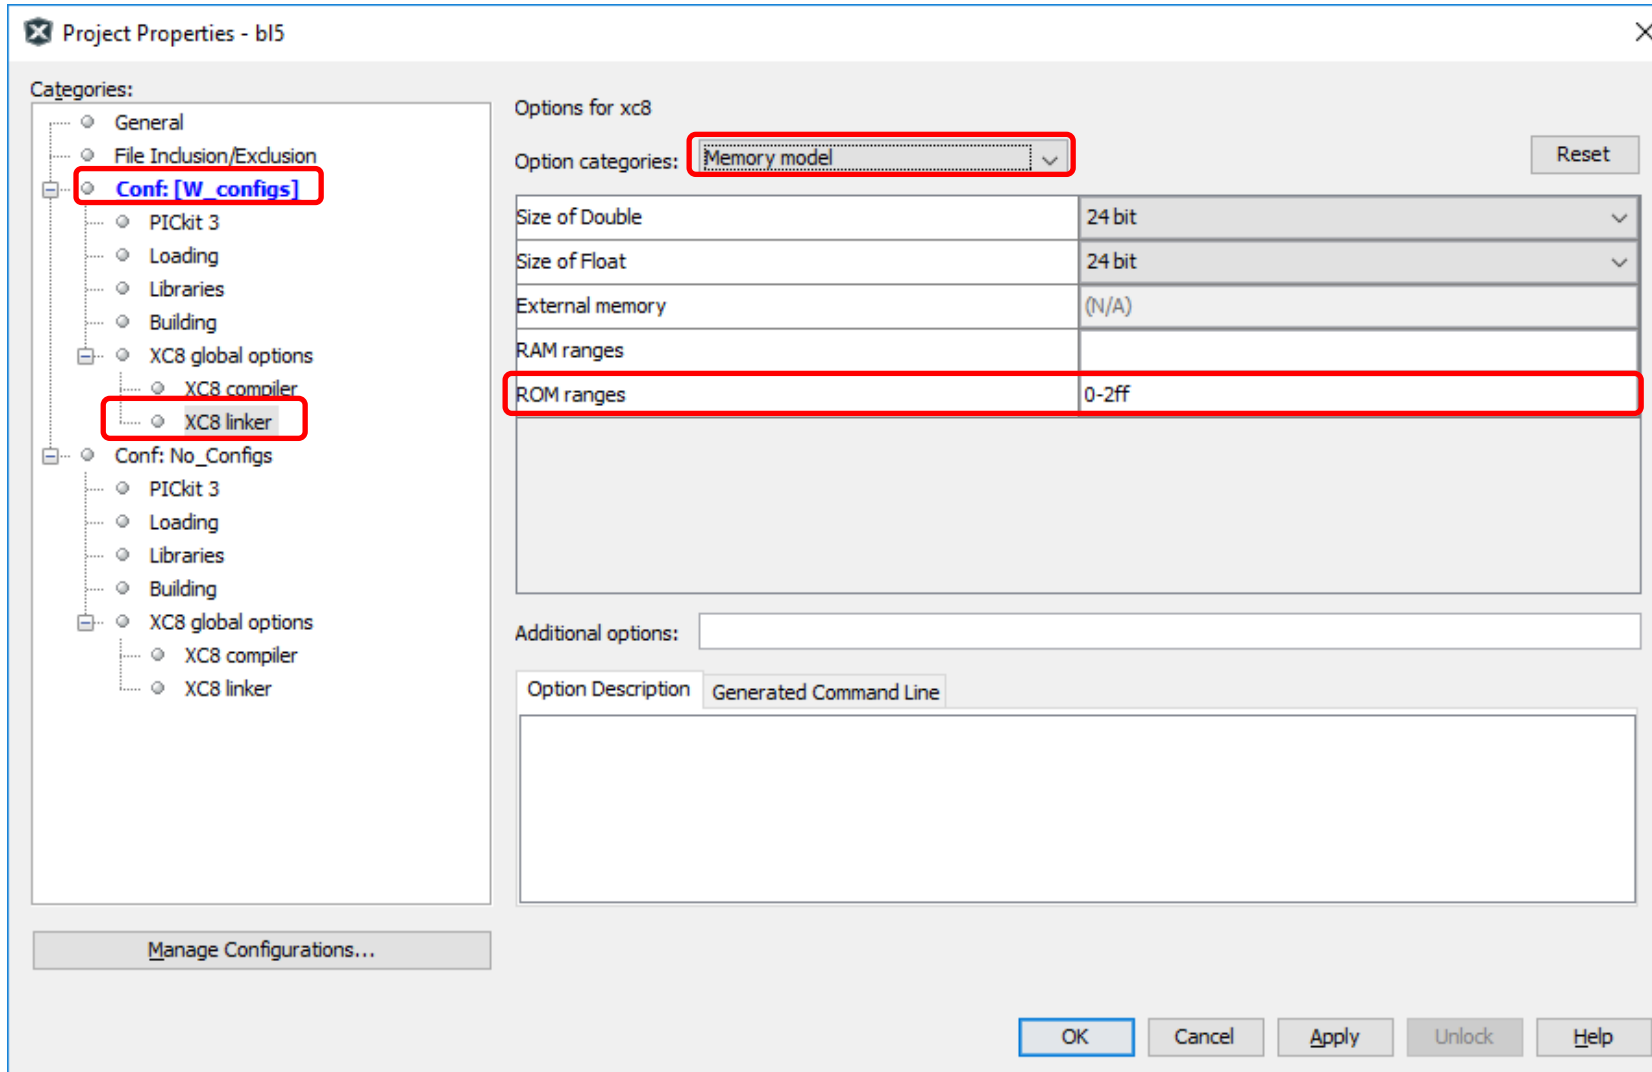 Project Properties - bl5
Categories:
General
File Inclusion/Exclusion
Conf: [W_configs]
PICkit 3
Loading
Libraries
Building
XC8 global options
XC8 compiler
XC8 linker
Conf: No_Configs
PICkit 3
Loading
Libraries
Building
XC8 global options
XC8 compiler
XC8 linker
Manage Configurations...
Options for xc8
Option categories: Memory model Reset
Size of Double 24 bit
Size of Float 24 bit
External memory (N/A)
RAM ranges
ROM ranges 0-2ff
Additional options:
Option Description Generated Command Line
OK Cancel Apply Unlock Help